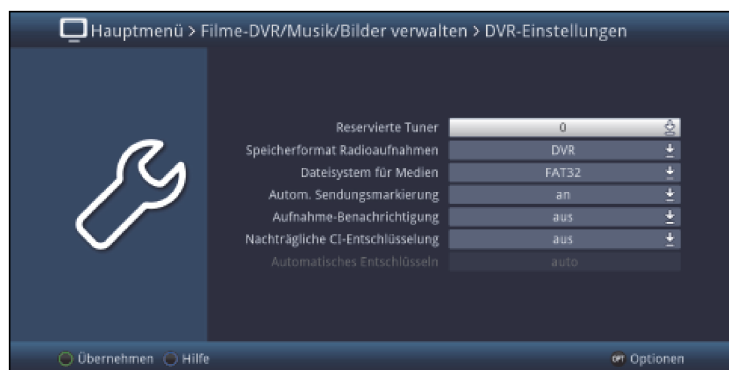 Hauptmenü > Filme-DVR/Musik/Bilder verwalten > DVR-Einstellungen
Reservierte Tuner 0
Speicherformat Radioaufnahmen DVR
Dateisystem für Medien FAT32
Autom. Sendungsmarkierung an
Aufnahme-Benachrichtigung aus
Nachträgliche CI-Entschlüsselung aus
Automatisches Entschlüsseln auto
Übernehmen Hilfe OPT Optionen